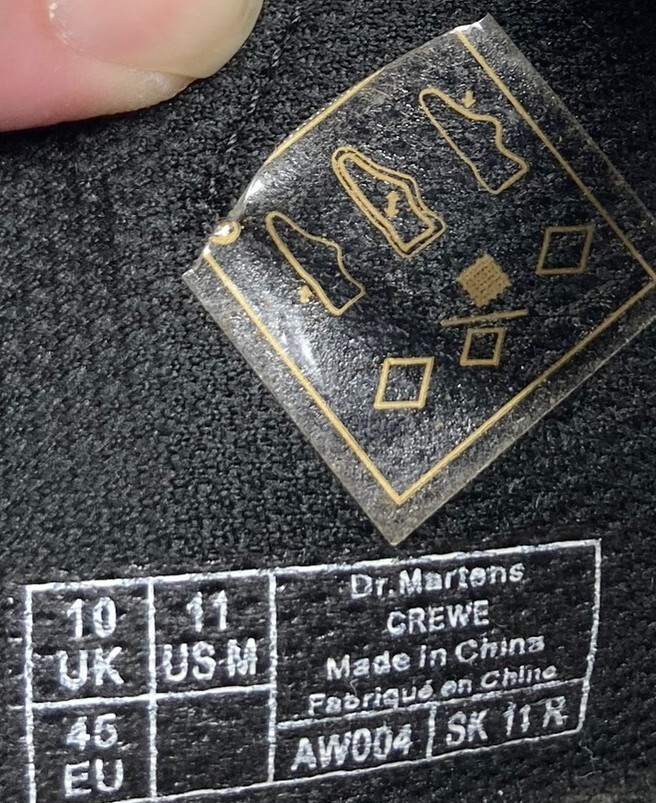 10 UK
11 US M
45 EU
Dr.Martens
CREWE
Made in China
Fabriqué en Chine
AW004
SK 11 R